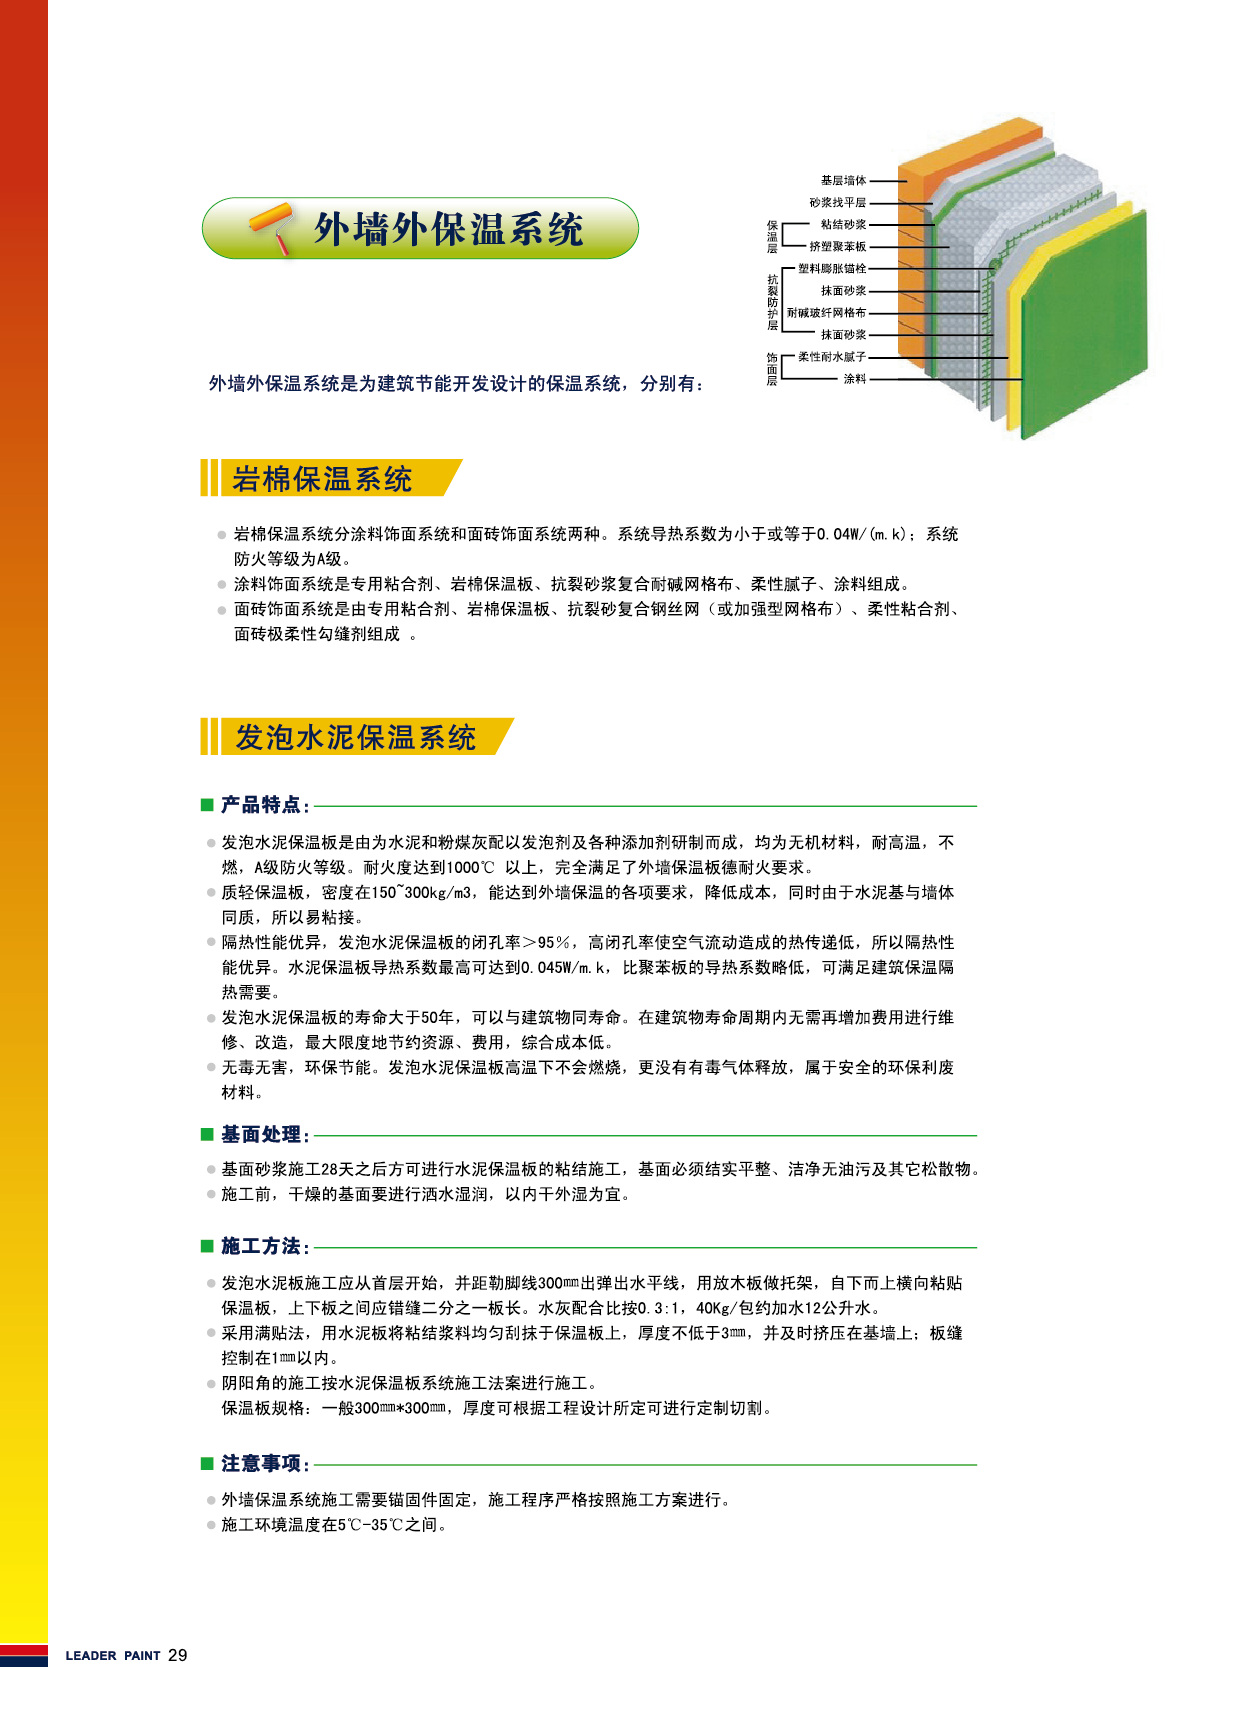 外墙外保温系统
基层墙体
砂浆找平层
粘结砂浆
挤塑聚苯板
塑料膨胀锚栓
抹面砂浆
耐碱玻纤网格布
抹面砂浆
柔性耐水腻子
涂料
保温层
抗裂防护层
饰面层
外墙外保温系统是为建筑节能开发设计的保温系统，分别有：
岩棉保温系统
岩棉保温系统分涂料饰面系统和面砖饰面系统两种。系统导热系数为小于或等于0.04W/(m.k)；系统
防火等级为A级。
涂料饰面系统是专用粘合剂、岩棉保温板、抗裂砂浆复合耐碱网格布、柔性腻子、涂料组成。
面砖饰面系统是由专用粘合剂、岩棉保温板、抗裂砂复合钢丝网（或加强型网格布）、柔性粘合剂、
面砖极柔性勾缝剂组成 。
发泡水泥保温系统
产品特点：
发泡水泥保温板是由为水泥和粉煤灰配以发泡剂及各种添加剂研制而成，均为无机材料，耐高温，不
燃，A级防火等级。耐火度达到1000℃ 以上，完全满足了外墙保温板德耐火要求。
质轻保温板，密度在150~300kg/m3，能达到外墙保温的各项要求，降低成本，同时由于水泥基与墙体
同质，所以易粘接。
隔热性能优异，发泡水泥保温板的闭孔率＞95％，高闭孔率使空气流动造成的热传递低，所以隔热性
能优异。水泥保温板导热系数最高可达到0.045W/m.k，比聚苯板的导热系数略低，可满足建筑保温隔
热需要。
发泡水泥保温板的寿命大于50年，可以与建筑物同寿命。在建筑物寿命周期内无需再增加费用进行维
修、改造，最大限度地节约资源、费用，综合成本低。
无毒无害，环保节能。发泡水泥保温板高温下不会燃烧，更没有有毒气体释放，属于安全的环保利废
材料。
基面处理：
基面砂浆施工28天之后方可进行水泥保温板的粘结施工，基面必须结实平整、洁净无油污及其它松散物。
施工前，干燥的基面要进行洒水湿润，以内干外湿为宜。
施工方法：
发泡水泥板施工应从首层开始，并距勒脚线300㎜出弹出水平线，用放木板做托架，自下而上横向粘贴
保温板，上下板之间应错缝二分之一板长。水灰配合比按0.3:1，40Kg/包约加水12公升水。
采用满贴法，用水泥板将粘结浆料均匀刮抹于保温板上，厚度不低于3㎜，并及时挤压在基墙上；板缝
控制在1㎜以内。
阴阳角的施工按水泥保温板系统施工法案进行施工。
保温板规格：一般300㎜*300㎜，厚度可根据工程设计所定可进行定制切割。
注意事项：
外墙保温系统施工需要锚固件固定，施工程序严格按照施工方案进行。
施工环境温度在5℃-35℃之间。
LEADER PAINT 29